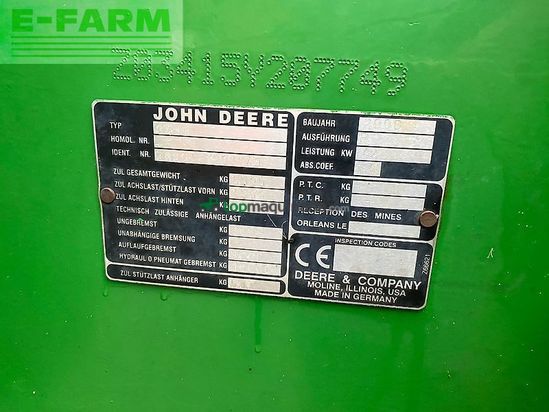 E-FARM
Z03415V207749
JOHN DEERE
TYP
HOMOL. NR.
IDENT. NR.
ZUL GESAMTGEWICHT KG
ZUL ACHSLAST/STÜTZLAST VORN KG
ZUL ACHSLAST HINTEN KG
TECHNISCH ZULÄSSIGE ANHÄNGELAST
UNGEBREMST KG
UNABHÄNGIGE BREMSUNG KG
AUFLAUFGEBREMST KG
HYDRAUL O PNEUMAT GEBREMST KG
ZUL STÜTZLAST ANHÄNGER KG
BAUJAHR
AUSFÜHRUNG
LEISTUNG KW
ABS.COEF.
P.T.C. KG
P.T.R. KG
RECEPTION DES MINES
ORLEANS LE
CE
INSPECTION CODES
DEERE & COMPANY
MOLINE, ILLINOIS, USA
MADE IN GERMANY
Z66621